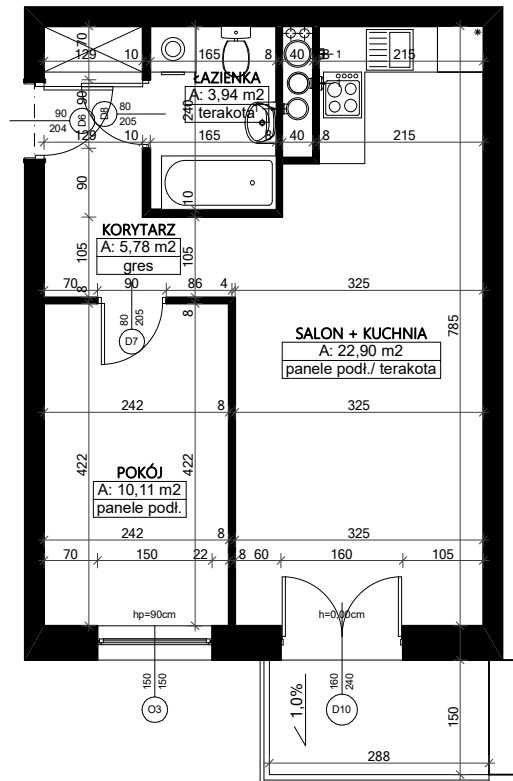 70
129 10 165 8 40 8 1 215
ŁAZIENKA
A: 3,94 m2
terakota
90
90
204
D6
D8
80
205
240
129 10 165 8 40 8 215
90
10
KORYTARZ
A: 5,78 m2
gres
105
105
70 90 86 4 325
8
8
80
205
D7
785
SALON + KUCHNIA
A: 22,90 m2
panele podł./ terakota
242 8 325
422
422
POKÓJ
A: 10,11 m2
panele podł.
242 8 325
70 150 22 8 60 160 105
hp=90cm
h=0,00cm
150
150
O3
160
240
D10
1,0%
150
288